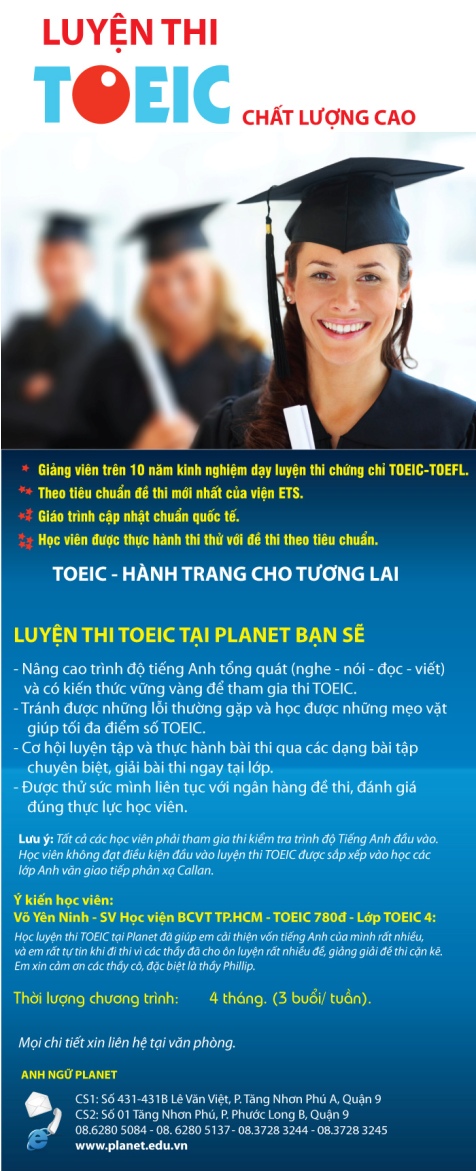 LUYỆN THI
TOEIC
CHẤT LƯỢNG CAO
Giảng viên trên 10 năm kinh nghiệm dạy luyện thi chứng chỉ TOEIC-TOEFL.
Theo tiêu chuẩn đề thi mới nhất của viện ETS.
Giáo trình cập nhật chuẩn quốc tế.
Học viên được thực hành thi thử với đề thi theo tiêu chuẩn.
TOEIC - HÀNH TRANG CHO TƯƠNG LAI
LUYỆN THI TOEIC TẠI PLANET BẠN SẼ
- Nâng cao trình độ tiếng Anh tổng quát (nghe - nói - đọc - viết)
và có kiến thức vững vàng để tham gia thi TOEIC.
- Tránh được những lỗi thường gặp và học được những mẹo vặt
giúp tối đa điểm số TOEIC.
- Cơ hội luyện tập và thực hành bài thi qua các dạng bài tập
chuyên biệt, giải bài thi ngay tại lớp.
- Được thử sức mình liên tục với ngân hàng đề thi, đánh giá
đúng thực lực học viên.
Lưu ý: Tất cả các học viên phải tham gia thi kiểm tra trình độ Tiếng Anh đầu vào.
Học viên không đạt điều kiện đầu vào luyện thi TOEIC được sắp xếp vào học các
lớp Anh văn giao tiếp phản xạ Callan.
Ý kiến học viên:
Võ Yên Ninh - SV Học viện BCVT TP.HCM - TOEIC 780đ - Lớp TOEIC 4:
Học luyện thi TOEIC tại Planet đã giúp em cải thiện vốn tiếng Anh của mình rất nhiều,
và em rất tự tin khi đi thi vì các thầy đã cho ôn luyện rất nhiều đề, giảng giải đề thi cặn kẽ.
Em xin cảm ơn các thầy cô, đặc biệt là thầy Phillip.
Thời lượng chương trình: 4 tháng. (3 buổi/ tuần).
Mọi chi tiết xin liên hệ tại văn phòng.
ANH NGỮ PLANET
CS1: Số 431-431B Lê Văn Việt, P. Tăng Nhơn Phú A, Quận 9
CS2: Số 01 Tăng Nhơn Phú, P. Phước Long B, Quận 9
08.6280 5084 - 08. 6280 5137 - 08.3728 3244 - 08.3728 3245
www.planet.edu.vn